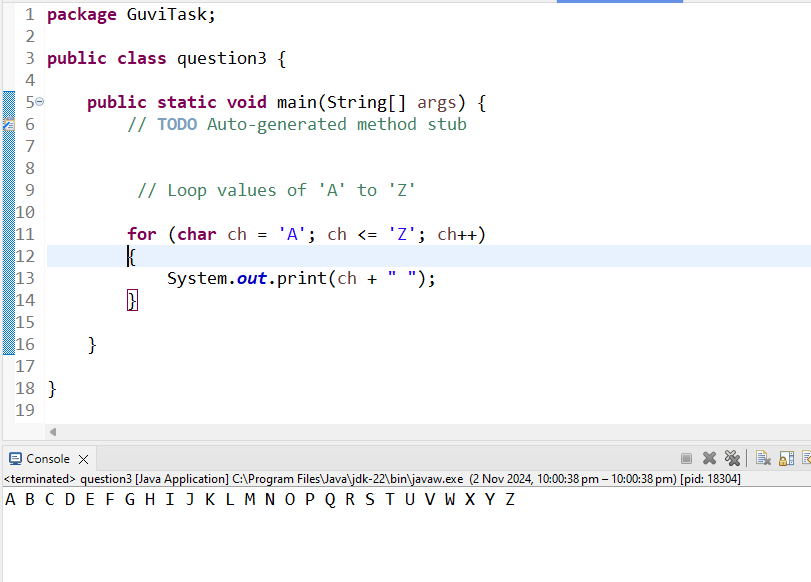 1 package GuviTask;
2
3 public class question3 {
4
5 public static void main(String[] args) {
6 // TODO Auto-generated method stub
7
8
9 // Loop values of 'A' to 'Z'
10
11 for (char ch = 'A'; ch <= 'Z'; ch++)
12 {
13 System.out.print(ch + " ");
14 }
15
16 }
17
18 }
19
Console
<terminated> question3 [Java Application] C:\Program Files\Java\jdk-22\bin\javaw.exe (2 Nov 2024, 10:00:38 pm – 10:00:38 pm) [pid: 18304]
A B C D E F G H I J K L M N O P Q R S T U V W X Y Z